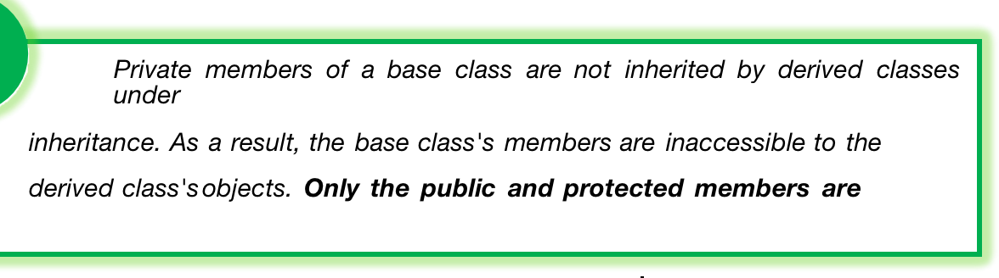 Private members of a base class are not inherited by derived classes
under
inheritance. As a result, the base class's members are inaccessible to the
derived class's objects. Only the public and protected members are